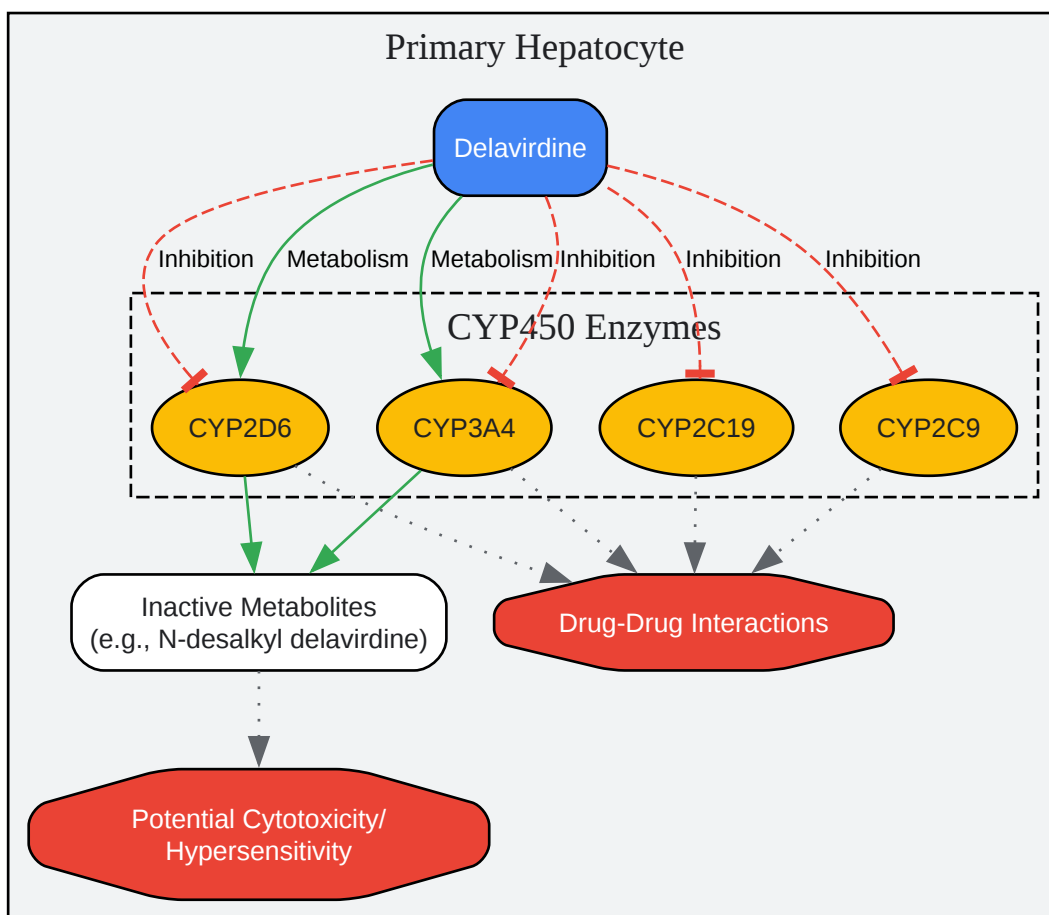 Primary Hepatocyte
Delavirdine
Inhibition
Metabolism
Metabolism
Inhibition
Inhibition
Inhibition
CYP450 Enzymes
CYP2D6
CYP3A4
CYP2C19
CYP2C9
Inactive Metabolites
(e.g., N-desalkyl delavirdine)
Drug-Drug Interactions
Potential Cytotoxicity/
Hypersensitivity